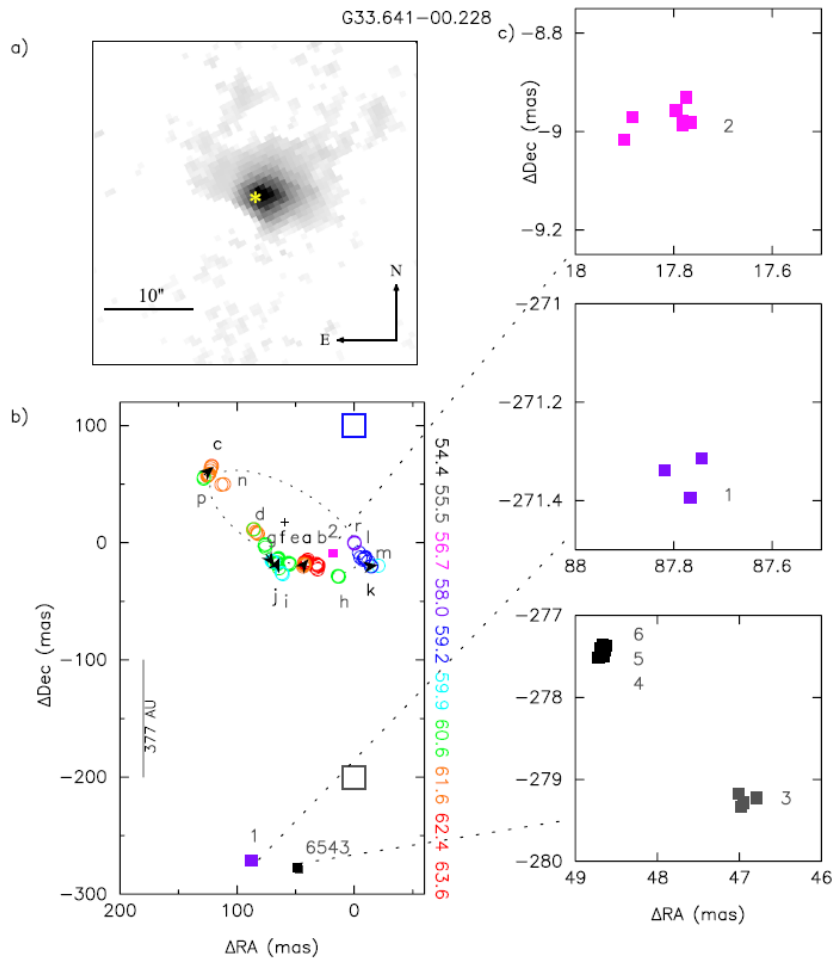 G33.641−00.228
a)
10"
N
E
b)
ΔDec (mas)
100
0
−100
−200
−300
200
100
0
ΔRA (mas)
377 AU
c
n
p
d
g f e a b 2
r
l
m
k
h
j
i
1
6543
54.4 55.5 56.7 58.0 59.2 59.9 60.6 61.6 62.4 63.6
c)
ΔDec (mas)
−8.8
−9
−9.2
18
17.8
17.6
2
−271
−271.2
−271.4
88
87.8
87.6
1
−277
−278
−279
−280
49
48
47
46
ΔRA (mas)
6
5
4
3